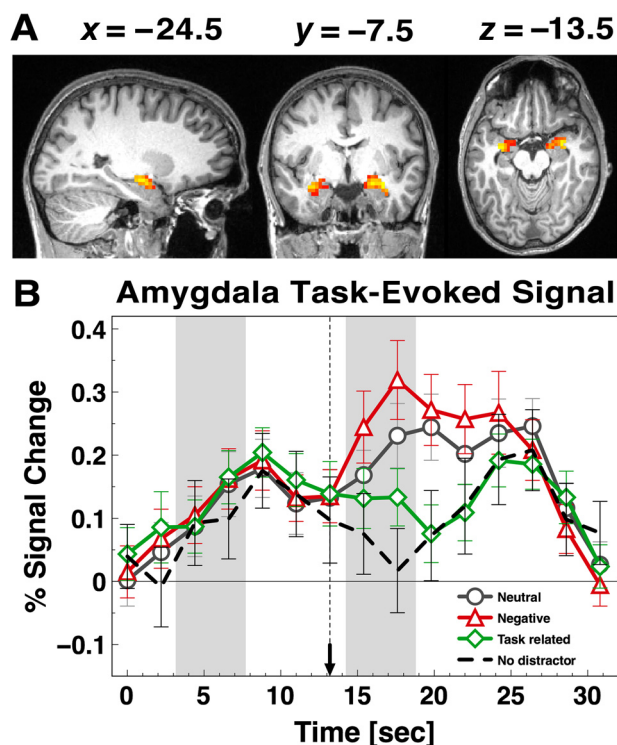 A
x = −24.5 y = −7.5 z = −13.5
B Amygdala Task-Evoked Signal
% Signal Change
0.4
0.3
0.2
0.1
0
−0.1
Neutral
Negative
Task related
No distractor
0 5 10 15 20 25 30
Time [sec]